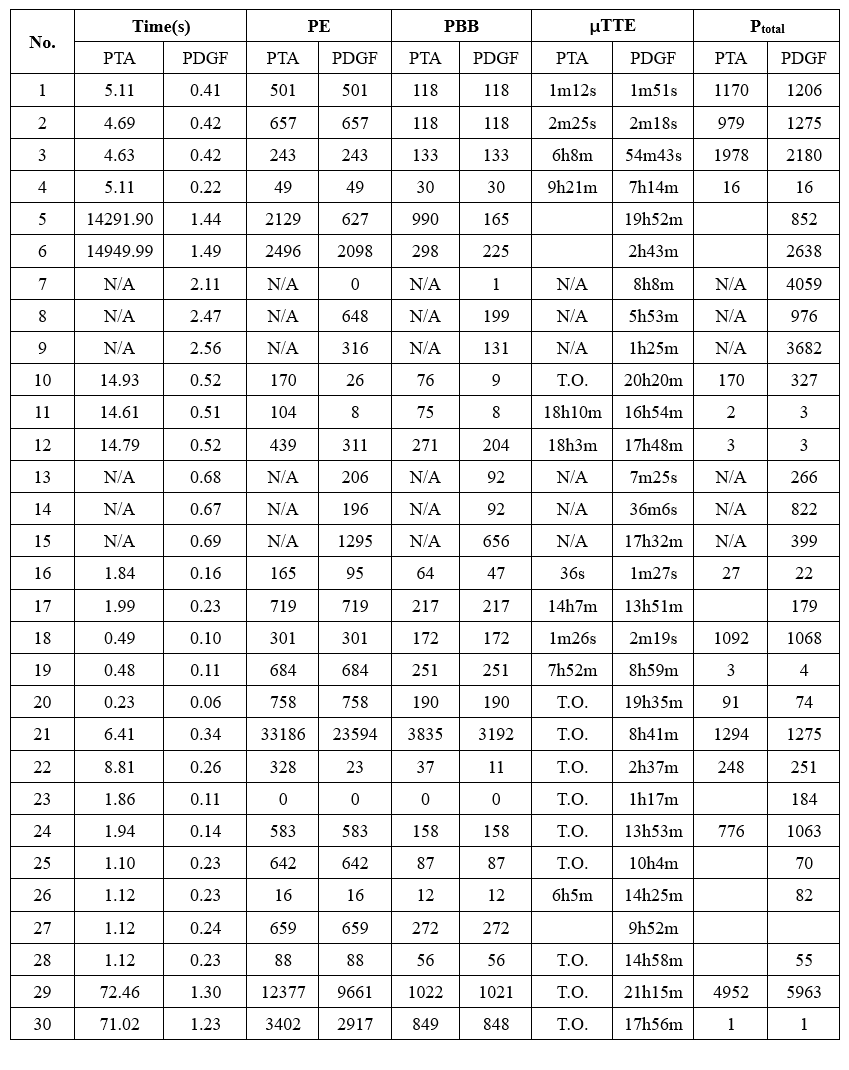 No. Time(s) PE PBB μTTE Ptotal
PTA PDGF PTA PDGF PTA PDGF PTA PDGF PTA PDGF
1 5.11 0.41 501 501 118 118 1m12s 1m51s 1170 1206
2 4.69 0.42 657 657 118 118 2m25s 2m18s 979 1275
3 4.63 0.42 243 243 133 133 6h8m 54m43s 1978 2180
4 5.11 0.22 49 49 30 30 9h21m 7h14m 16 16
5 14291.90 1.44 2129 627 990 165 19h52m 852
6 14949.99 1.49 2496 2098 298 225 2h43m 2638
7 N/A 2.11 N/A 0 N/A 1 N/A 8h8m N/A 4059
8 N/A 2.47 N/A 648 N/A 199 N/A 5h53m N/A 976
9 N/A 2.56 N/A 316 N/A 131 N/A 1h25m N/A 3682
10 14.93 0.52 170 26 76 9 T.O. 20h20m 170 327
11 14.61 0.51 104 8 75 8 18h10m 16h54m 2 3
12 14.79 0.52 439 311 271 204 18h3m 17h48m 3 3
13 N/A 0.68 N/A 206 N/A 92 N/A 7m25s N/A 266
14 N/A 0.67 N/A 196 N/A 92 N/A 36m6s N/A 822
15 N/A 0.69 N/A 1295 N/A 656 N/A 17h32m N/A 399
16 1.84 0.16 165 95 64 47 36s 1m27s 27 22
17 1.99 0.23 719 719 217 217 14h7m 13h51m 179
18 0.49 0.10 301 301 172 172 1m26s 2m19s 1092 1068
19 0.48 0.11 684 684 251 251 7h52m 8h59m 3 4
20 0.23 0.06 758 758 190 190 T.O. 19h35m 91 74
21 6.41 0.34 33186 23594 3835 3192 T.O. 8h41m 1294 1275
22 8.81 0.26 328 23 37 11 T.O. 2h37m 248 251
23 1.86 0.11 0 0 0 0 T.O. 1h17m 184
24 1.94 0.14 583 583 158 158 T.O. 13h53m 776 1063
25 1.10 0.23 642 642 87 87 T.O. 10h4m 70
26 1.12 0.23 16 16 12 12 6h5m 14h25m 82
27 1.12 0.24 659 659 272 272 9h52m
28 1.12 0.23 88 88 56 56 T.O. 14h58m 55
29 72.46 1.30 12377 9661 1022 1021 T.O. 21h15m 4952 5963
30 71.02 1.23 3402 2917 849 848 T.O. 17h56m 1 1